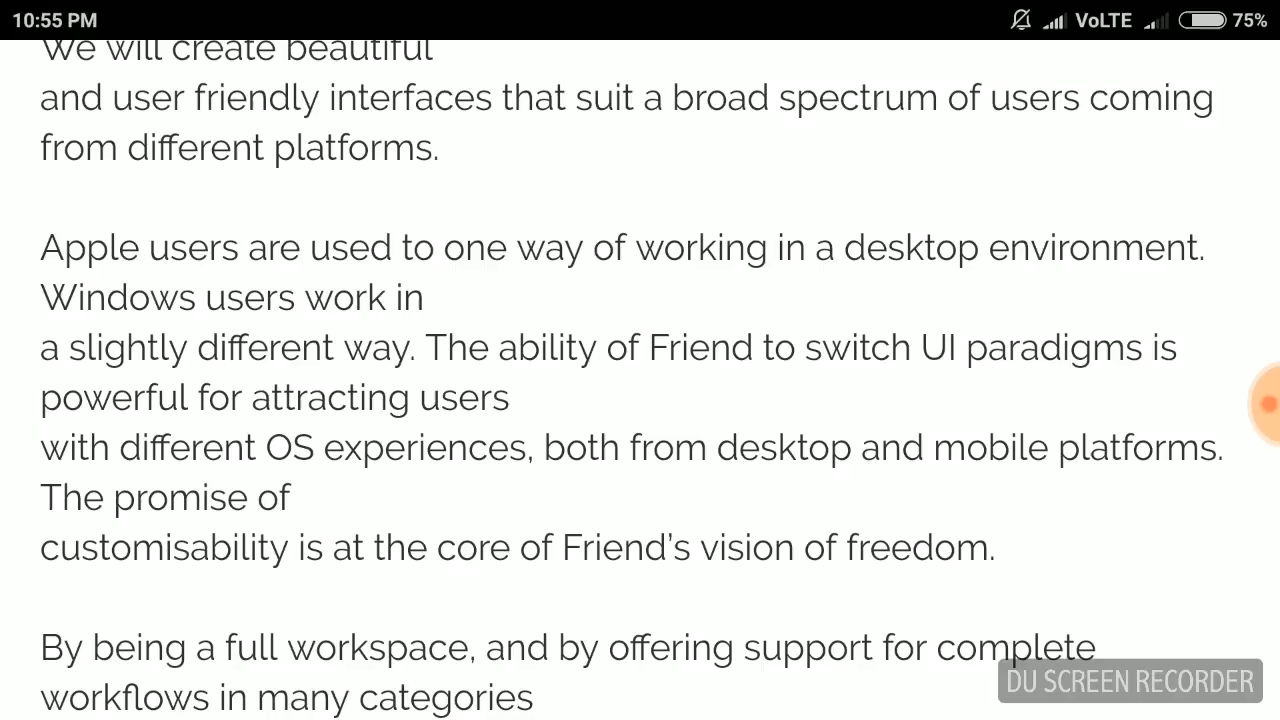 10:55 PM VoLTE 75%
We will create beautiful
and user friendly interfaces that suit a broad spectrum of users coming
from different platforms.
Apple users are used to one way of working in a desktop environment.
Windows users work in
a slightly different way. The ability of Friend to switch UI paradigms is
powerful for attracting users
with different OS experiences, both from desktop and mobile platforms.
The promise of
customisability is at the core of Friend's vision of freedom.
By being a full workspace, and by offering support for complete
workflows in many categories
DU SCREEN RECORDER